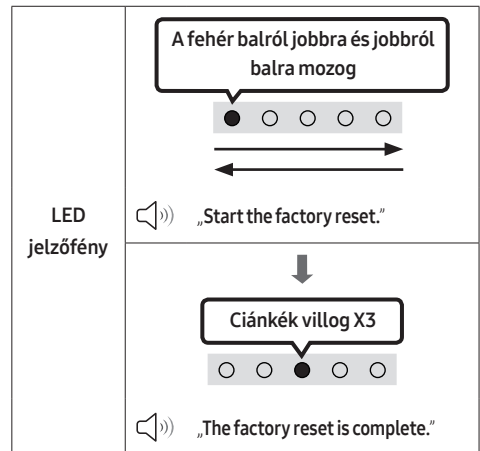 A fehér balról jobbra és jobbról
balra mozog
LED
jelzőfény
„Start the factory reset.”
Ciánkék villog X3
„The factory reset is complete.”